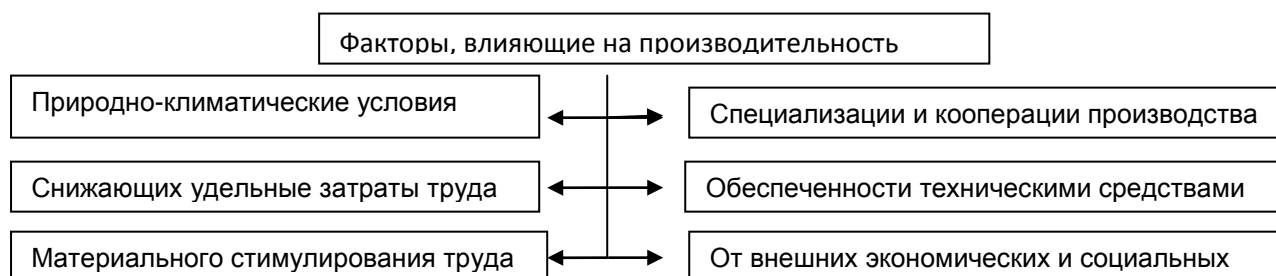 Факторы, влияющие на производительность
Природно-климатические условия
Специализации и кооперации производства
Снижающих удельные затраты труда
Обеспеченности техническими средствами
Материального стимулирования труда
От внешних экономических и социальных